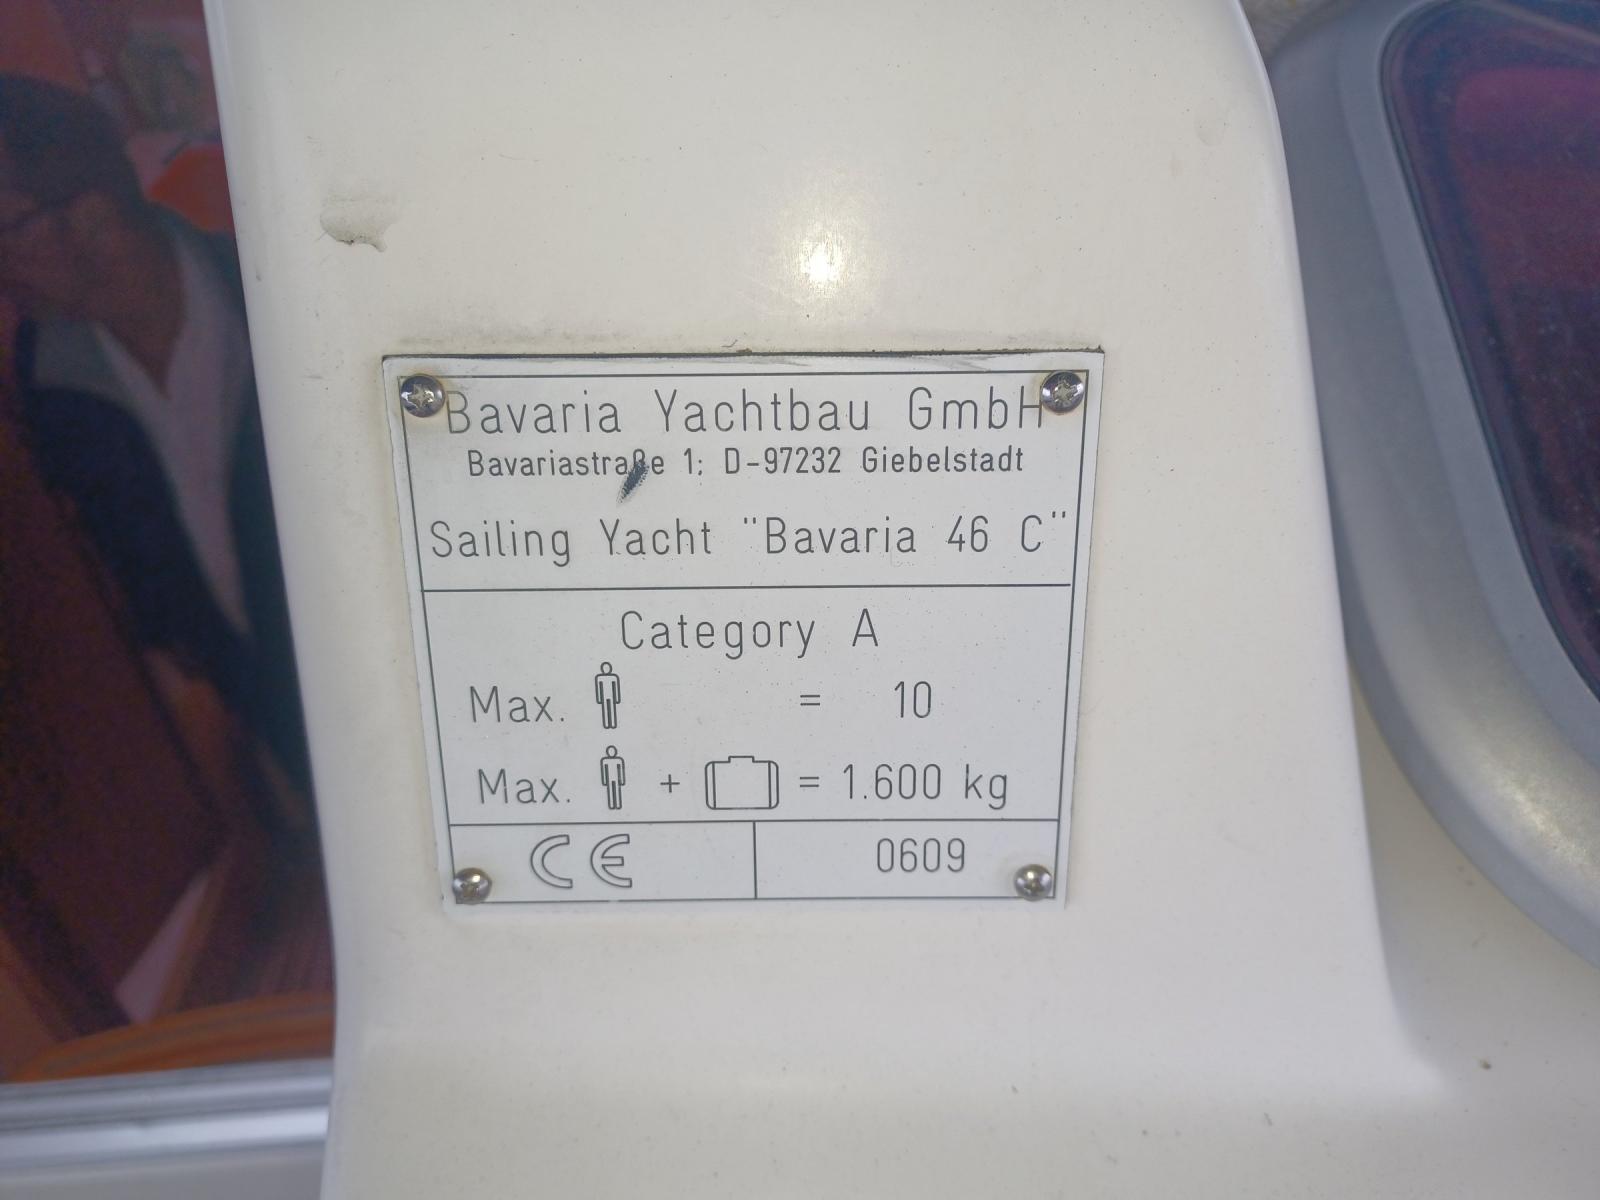 Bavaria Yachtbau GmbH
Bavariastraße 1; D-97232 Giebelstadt
Sailing Yacht "Bavaria 46 C"
Category A
Max. = 10
Max. + = 1.600 kg
CE 0609